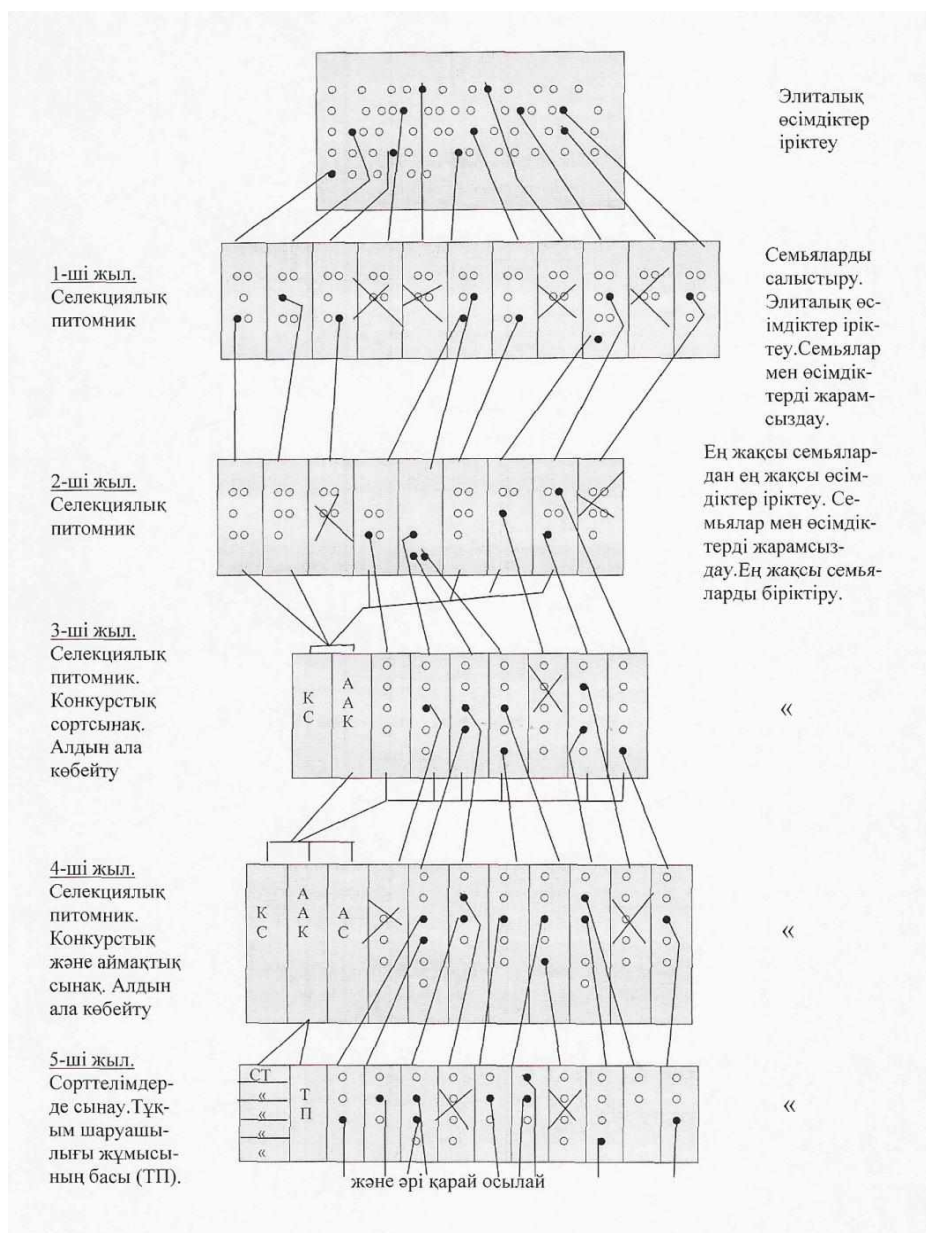 Элиталық
өсімдіктер
іріктеу
1-ші жыл.
Селекциялық
питомник
Семьяларды
салыстыру.
Элиталық өс-
імдіктерірік-
теу.Семьялар
мен өсімдік-
терді жарам-
сыздау.
2-ші жыл.
Селекциялық
питомник
Ең жақсы семьялар-
дан ең жақсы өсім-
діктер іріктеу. Се-
мьялар мен өсімдік-
терді жарамсыз-
дау.Ең жақсы семья-
ларды біріктіру.
3-ші жыл.
Селекциялық
питомник.
Конкурстық
сортсынақ.
Алдын ала
көбейту
К
С
А
А
К
«
4-ші жыл.
Селекциялық
питомник.
Конкурстық
және аймақтық
сынақ. Алдын
ала көбейту
К
С
А
А
К
А
С
«
5-ші жыл.
Сорттелімдер-
де сынау.Тұқ-
ым шаруашы-
лығы жұмысы-
ның басы (ТП).
СТ
«
«
«
«
Т
П
«
және әрі қарай осылай